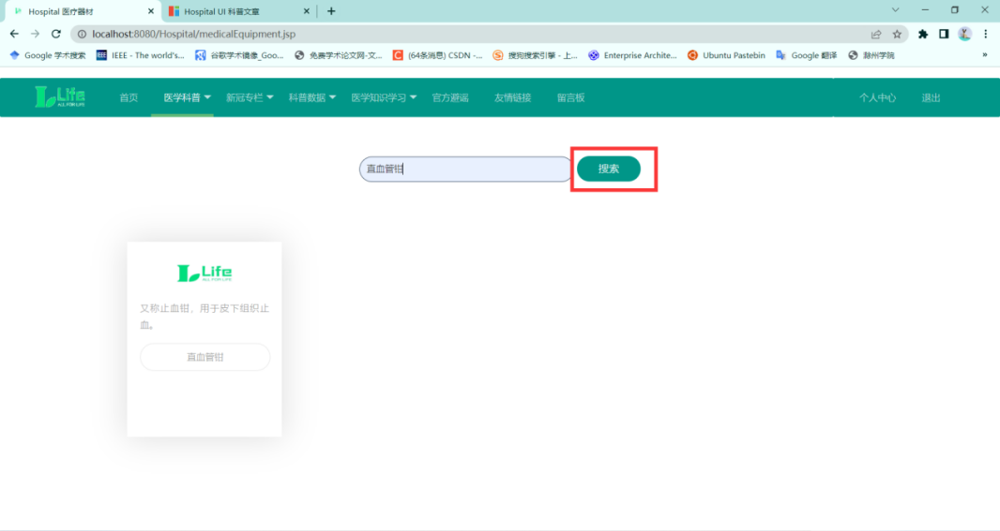 Hospital 医疗器材
Hospital UI 科普文章
localhost:8080/Hospital/medicalEquipment.jsp
Google 学术搜索
IEEE - The world's...
谷歌学术镜像_Goo...
免费学术论文网-文...
(64条消息) CSDN -...
搜狗搜索引擎 - 上...
Enterprise Archite...
Ubuntu Pastebin
Google 翻译
滁州学院
»
Life
ALL FOR LIFE
首页
医学科普
新冠专栏
科普数据
医学知识学习
官方避谣
友情链接
留言板
个人中心
退出
直血管钳
搜索
Life
ALL FOR LIFE
又称止血钳、用于皮下组织止
血。
直血管钳